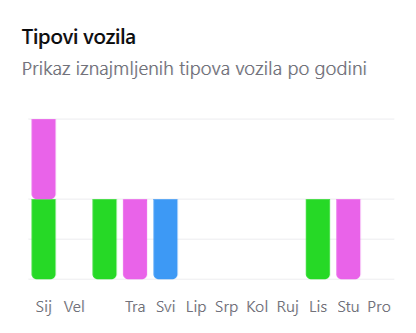 Tipovi vozila
Prikaz iznajmljenih tipova vozila po godini
Sij Vel Tra Svi Lip Srp Kol Ruj Lis Stu Pro